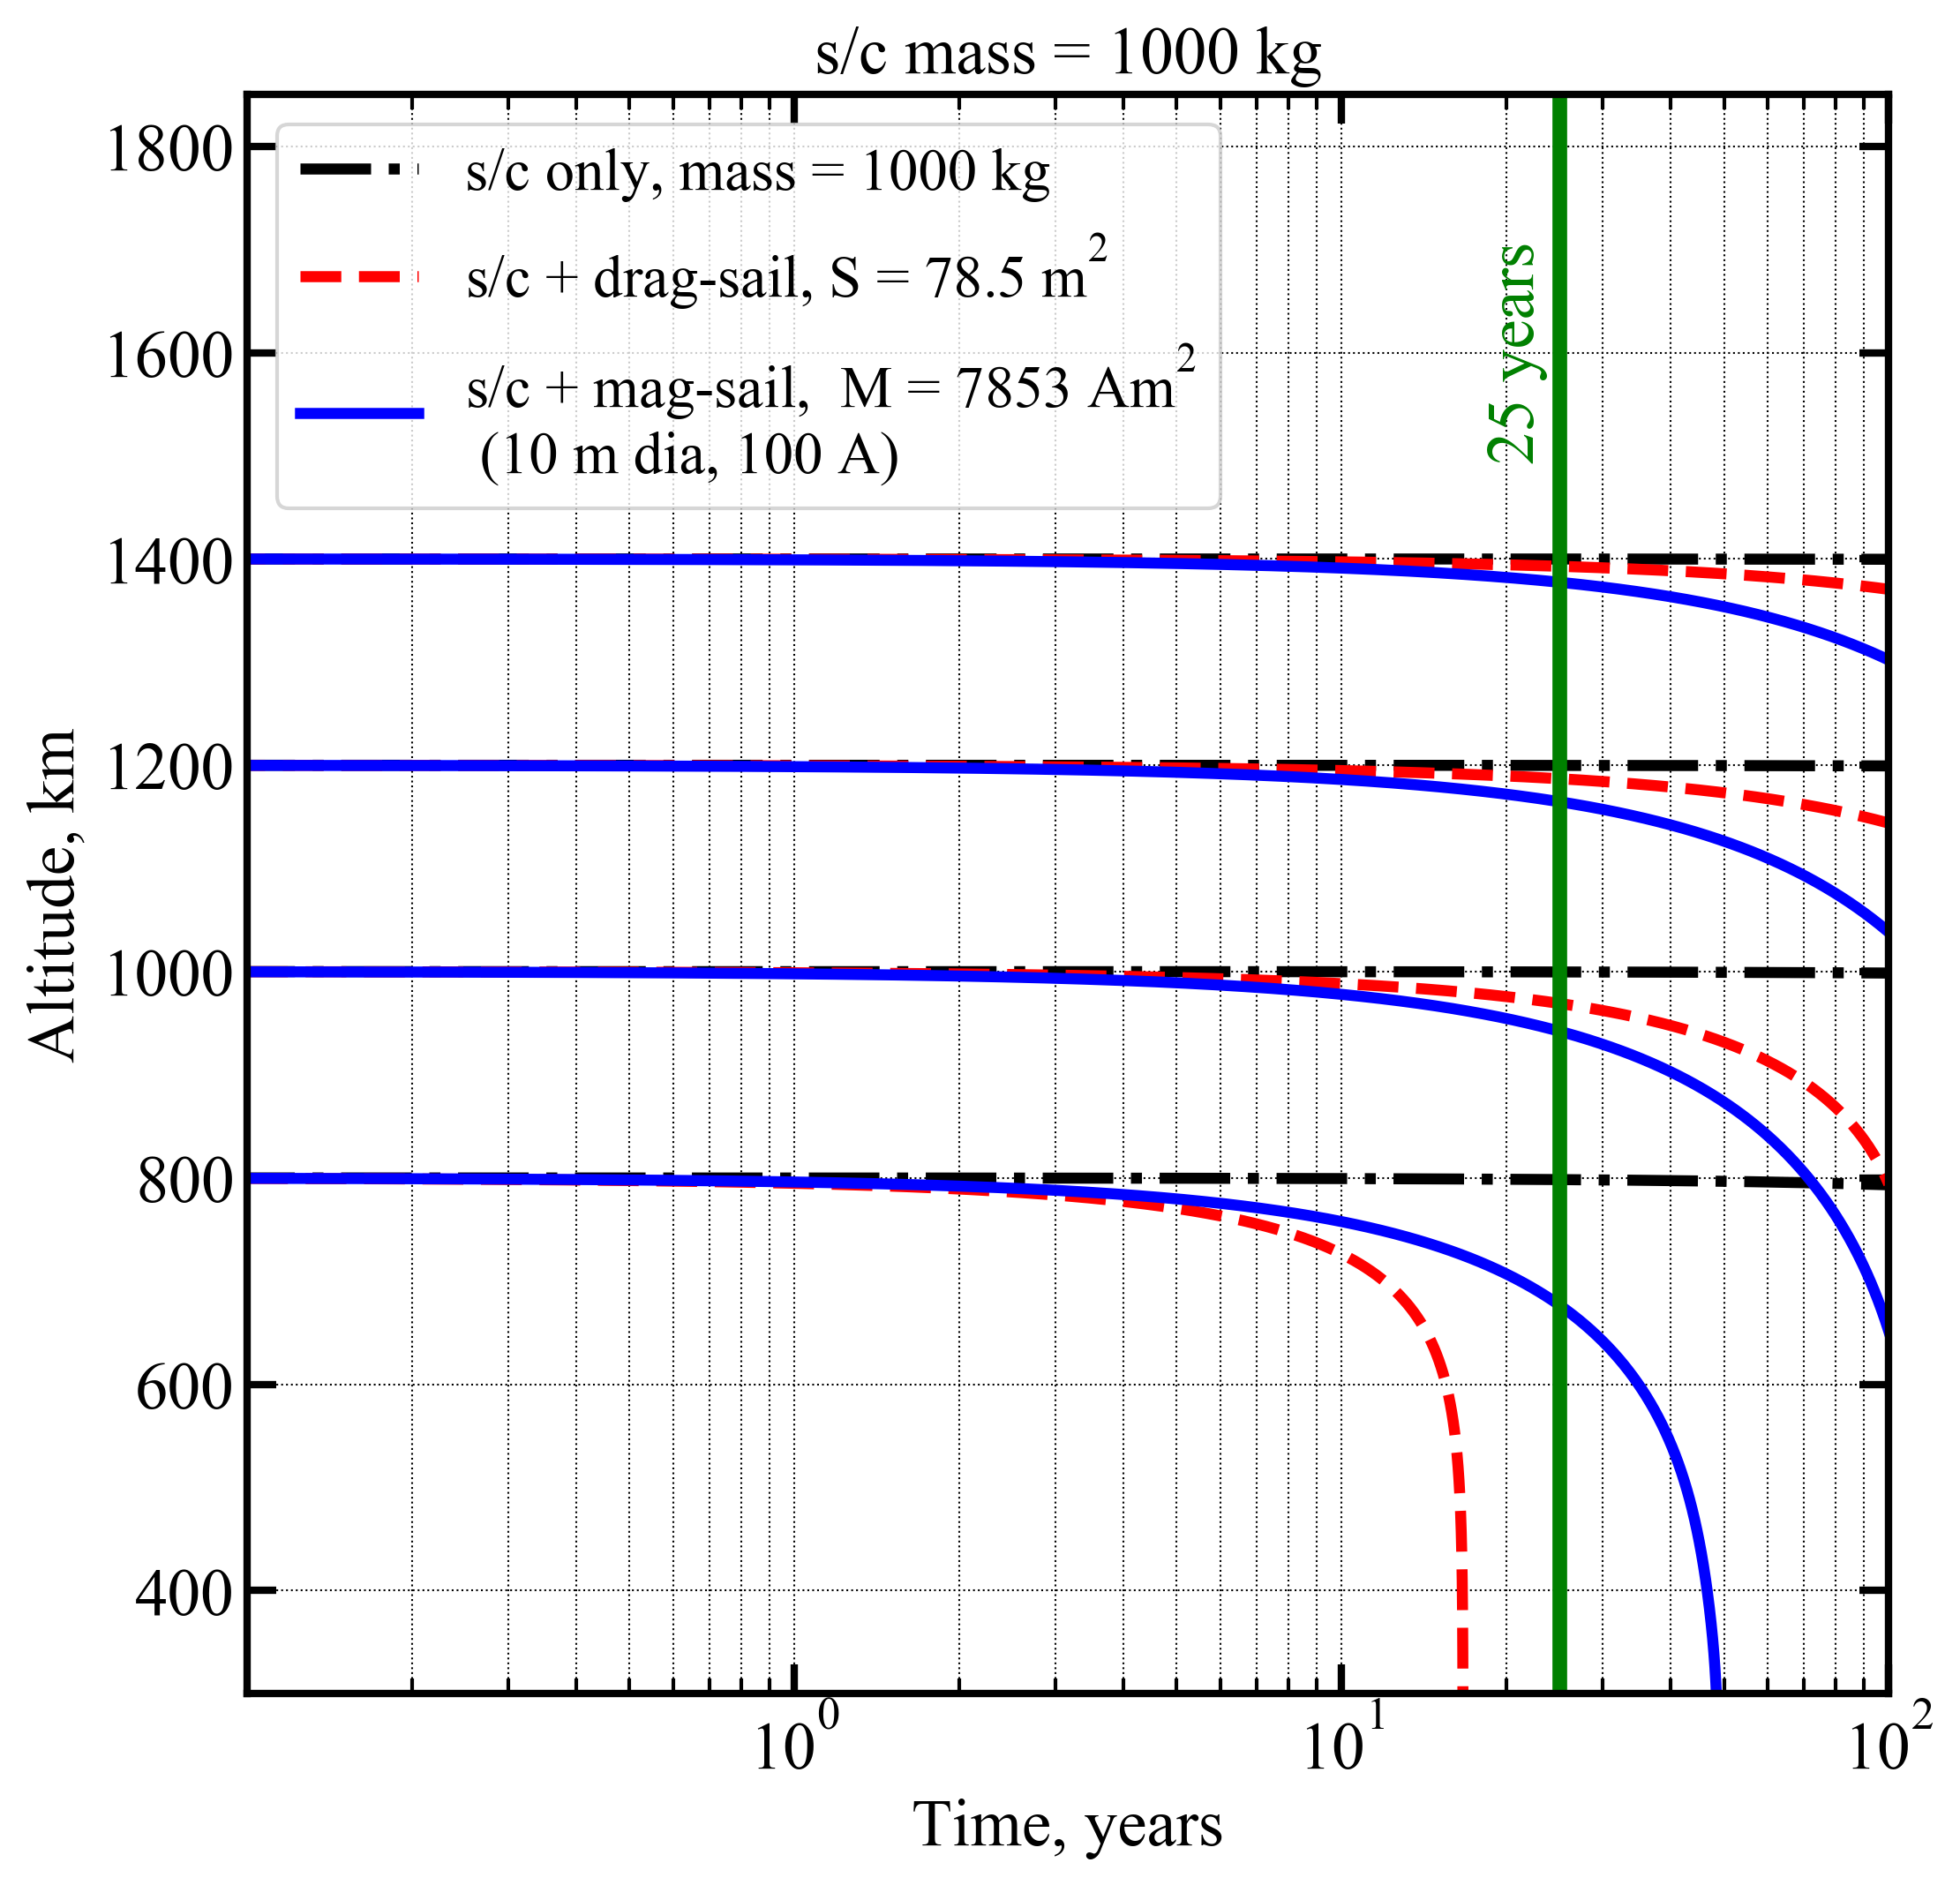 s/c mass = 1000 kg
s/c only, mass = 1000 kg
s/c + drag-sail, S = 78.5 m²
s/c + mag-sail,  M = 7853 Am²
(10 m dia, 100 A)
25 years
1800
1600
1400
1200
1000
800
600
400
Altitude, km
10⁰
10¹
10²
Time, years